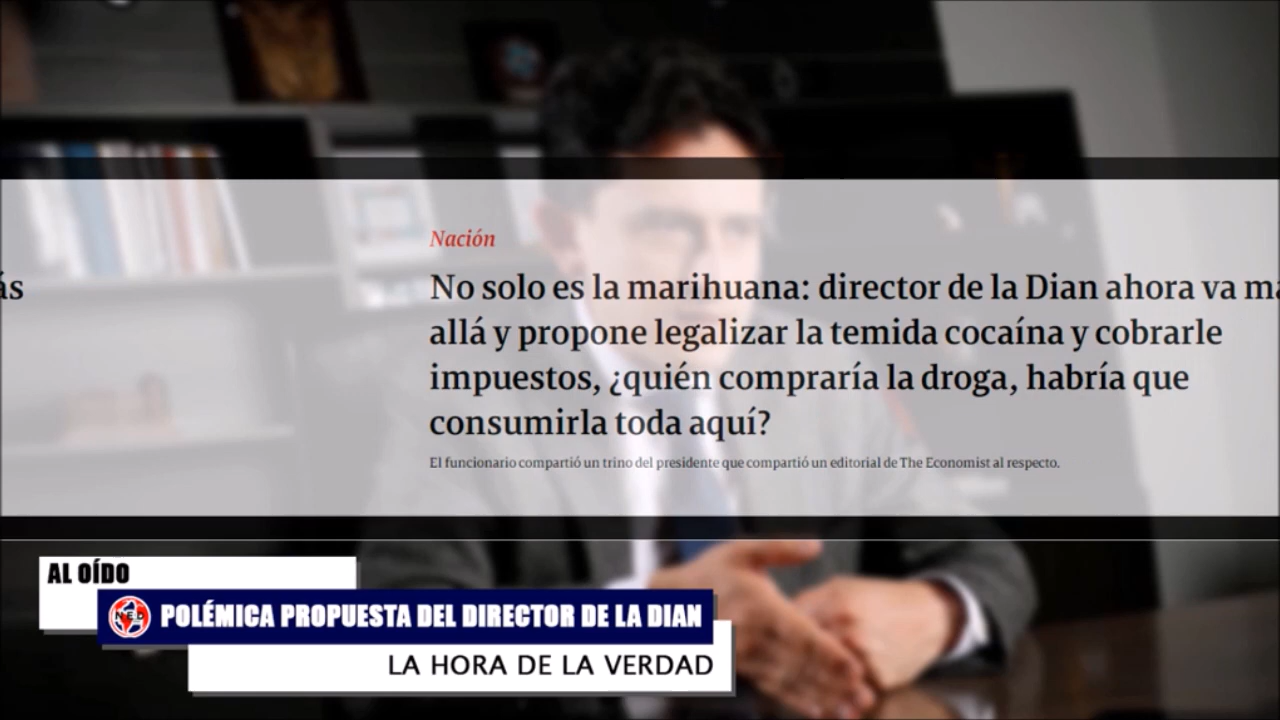 Nación
ás
No solo es la marihuana: director de la Dian ahora va má
allá y propone legalizar la temida cocaína y cobrarle
impuestos, ¿quién compraría la droga, habría que
consumirla toda aquí?
El funcionario compartió un trino del presidente que compartió un editorial de The Economist al respecto.
AL OÍDO
POLÉMICA PROPUESTA DEL DIRECTOR DE LA DIAN
LA HORA DE LA VERDAD